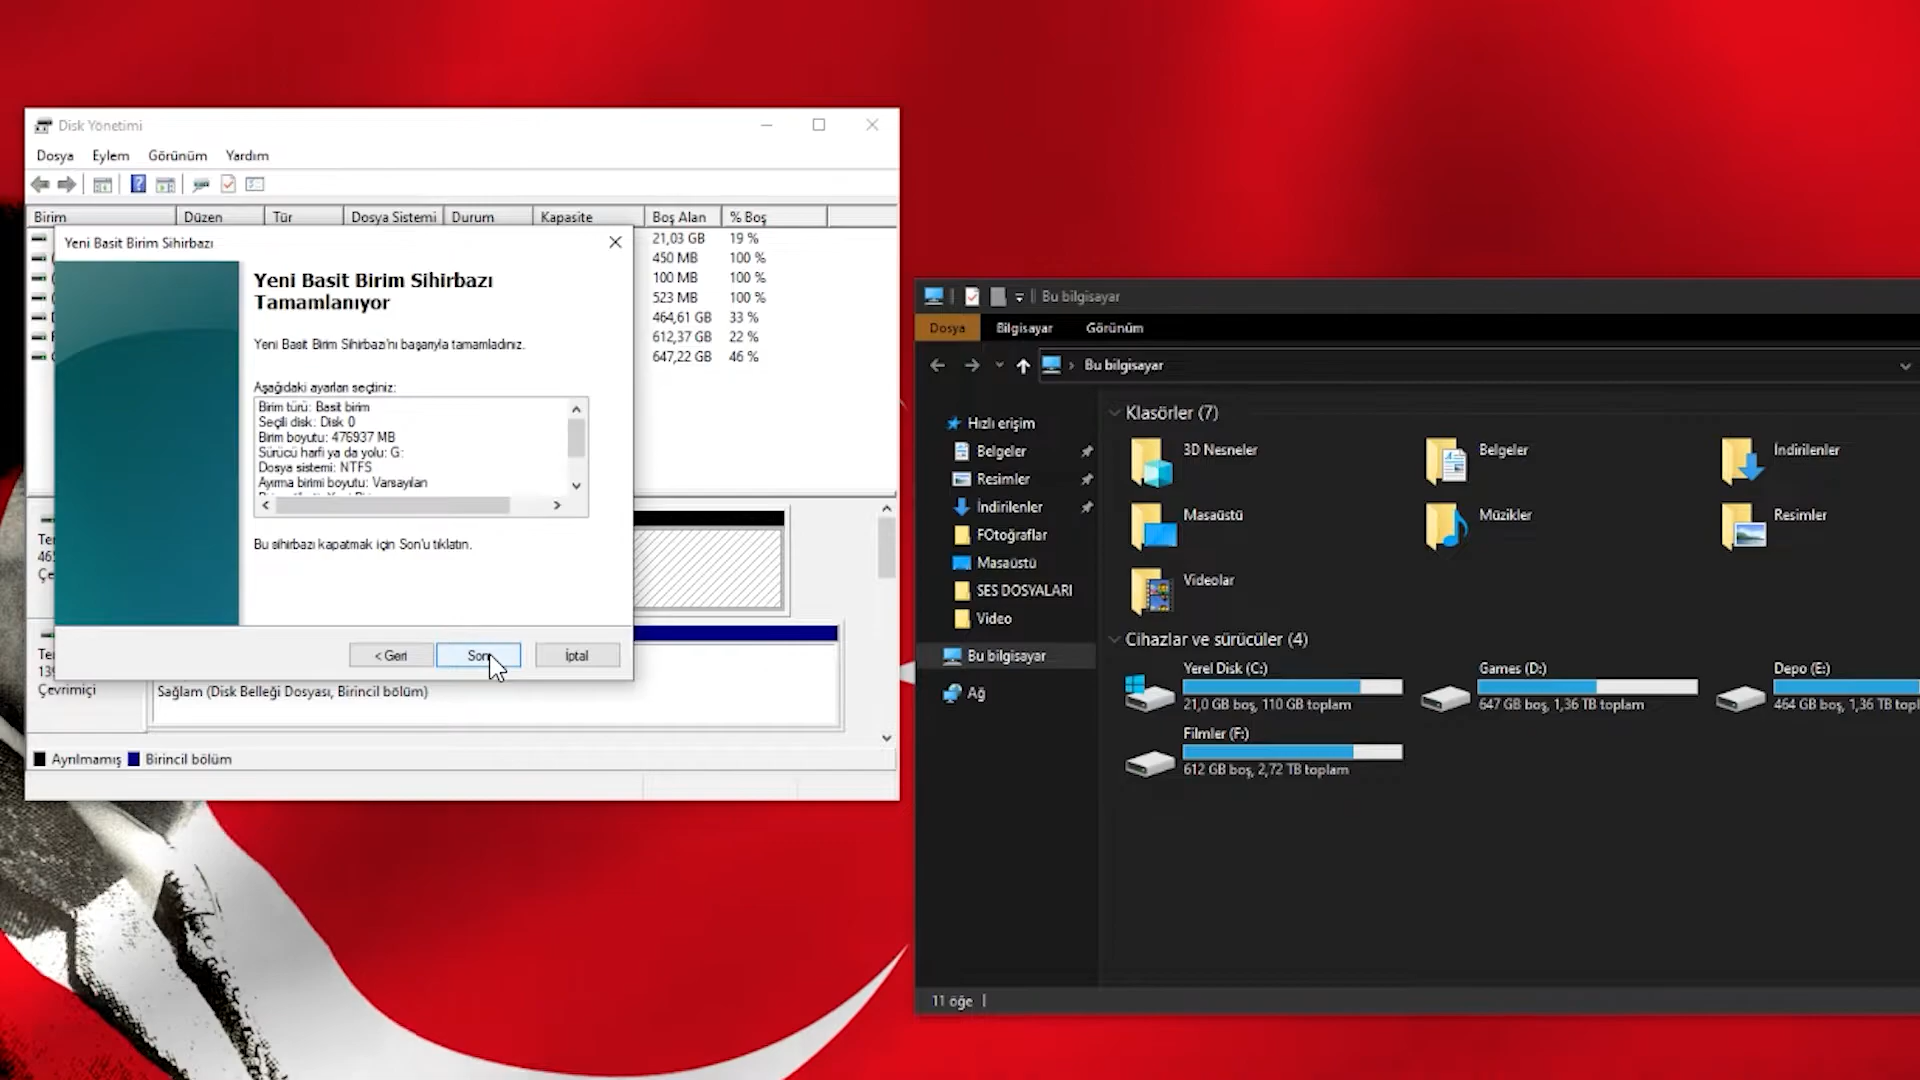 Disk Yönetimi
Dosya Eylem Görünüm Yardım
Birim Düzen Tür Dosya Sistemi Durum Kapasite Boş Alan % Boş
21,03 GB 19 %
450 MB 100 %
100 MB 100 %
523 MB 100 %
464,61 GB 33 %
612,37 GB 22 %
647,22 GB 46 %
Yeni Basit Birim Sihirbazı
Yeni Basit Birim Sihirbazı
Tamamlanıyor
Yeni Basit Birim Sihirbazı'nı başarıyla tamamladınız.
Aşağıdaki ayarları seçtiniz:
Birim türü: Basit birim
Seçili disk: Disk 0
Birim boyutu: 476937 MB
Sürücü harfi ya da yolu: G:
Dosya sistemi: NTFS
Ayırma birimi boyutu: Varsayılan
Bu sihirbazı kapatmak için Son'u tıklatın.
< Geri Son İptal
Çevrimiçi
Sağlam (Disk Belleği Dosyası, Birincil bölüm)
Ayrılmamış Birincil bölüm
Bu bilgisayar
Dosya Bilgisayar Görünüm
Bu bilgisayar
Hızlı erişim
Belgeler
Resimler
İndirilenler
FOtoğraflar
Masaüstü
SES DOSYALARI
Video
Bu bilgisayar
Ağ
Klasörler (7)
3D Nesneler Belgeler İndirilenler
Masaüstü Müzikler Resimler
Videolar
Cihazlar ve sürücüler (4)
Yerel Disk (C:) Games (D:) Depo (E:)
21,0 GB boş, 110 GB toplam 647 GB boş, 1,36 TB toplam 464 GB boş, 1,36 TB topl
Filmler (F:)
612 GB boş, 2,72 TB toplam
11 öğe